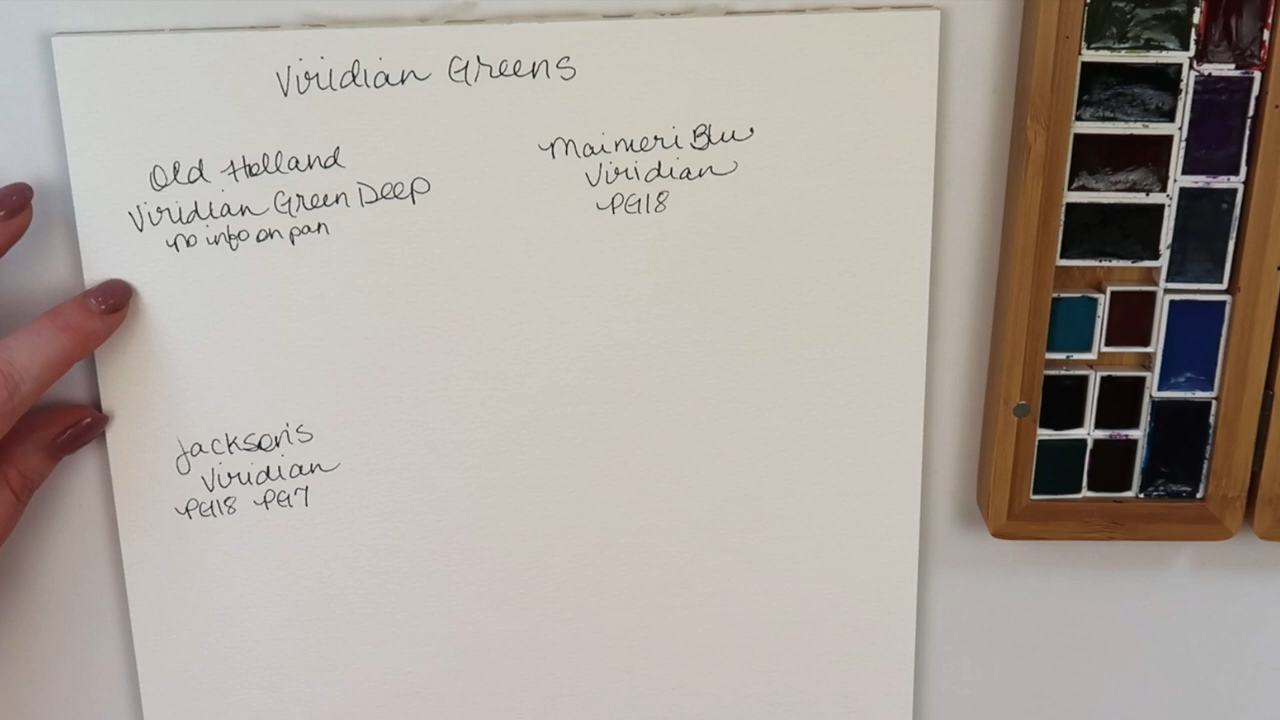 Viridian Greens
Old Holland
Viridian Green Deep
no info on pan
Maimeri Blu
Viridian
PG18
Jackson's
Viridian
PG18 PG7